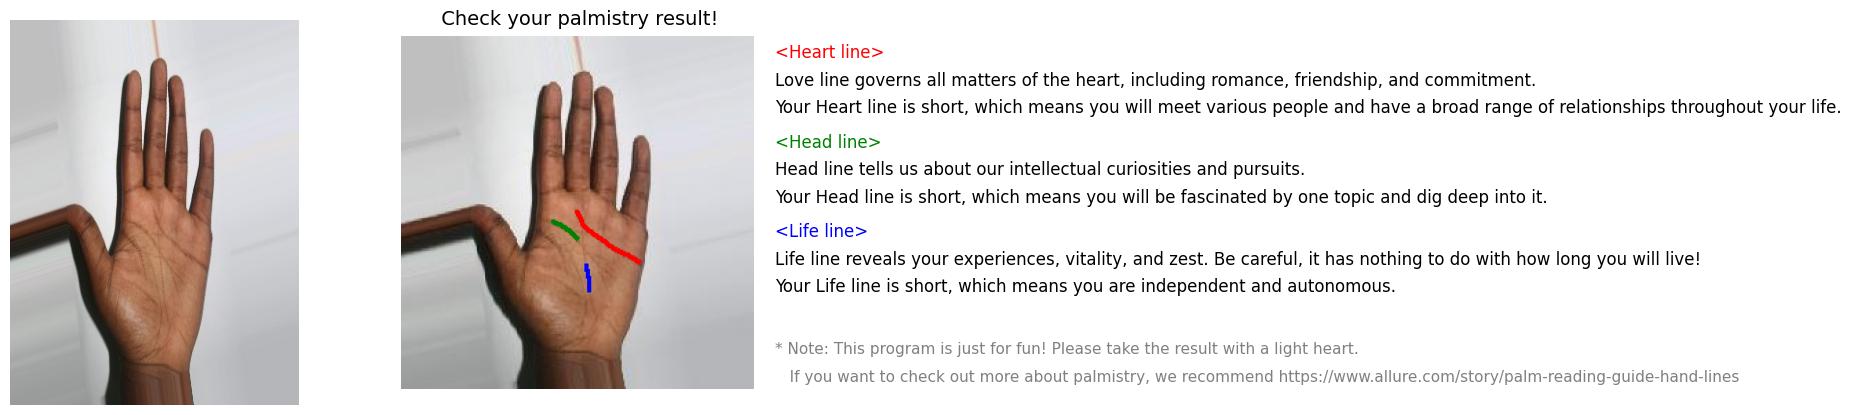 Check your palmistry result!
<Heart line>
Love line governs all matters of the heart, including romance, friendship, and commitment.
Your Heart line is short, which means you will meet various people and have a broad range of relationships throughout your life.
<Head line>
Head line tells us about our intellectual curiosities and pursuits.
Your Head line is short, which means you will be fascinated by one topic and dig deep into it.
<Life line>
Life line reveals your experiences, vitality, and zest. Be careful, it has nothing to do with how long you will live!
Your Life line is short, which means you are independent and autonomous.
* Note: This program is just for fun! Please take the result with a light heart.
If you want to check out more about palmistry, we recommend https://www.allure.com/story/palm-reading-guide-hand-lines